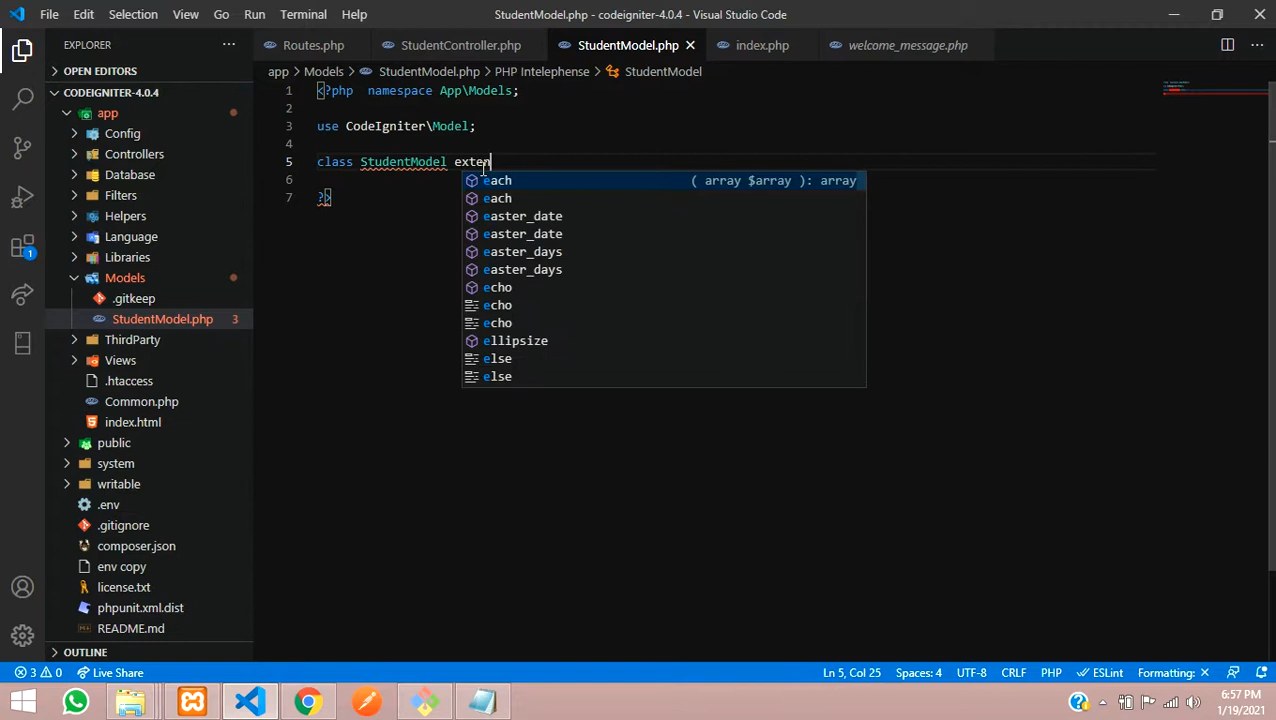 File Edit Selection View Go Run Terminal Help StudentModel.php - codeigniter-4.0.4 - Visual Studio Code
EXPLORER
Routes.php StudentController.php StudentModel.php index.php welcome_message.php
OPEN EDITORS
app > Models > StudentModel.php > PHP Intelephense > StudentModel
CODEIGNITER-4.0.4
app
Config
Controllers
Database
Filters
Helpers
Language
Libraries
Models
.gitkeep
StudentModel.php 3
ThirdParty
Views
.htaccess
Common.php
index.html
public
system
writable
.env
.gitignore
composer.json
env copy
license.txt
phpunit.xml.dist
README.md
OUTLINE
1 <?php namespace App\Models;
2
3 use CodeIgniter\Model;
4
5 class StudentModel exten
6
7 ?>
each ( array $array ): array
each
easter_date
easter_date
easter_days
easter_days
echo
echo
echo
ellipsize
else
else
1
3 0 Live Share Ln 5, Col 25 Spaces: 4 UTF-8 CRLF PHP ESLint Formatting: ×
6:57 PM
1/19/2021